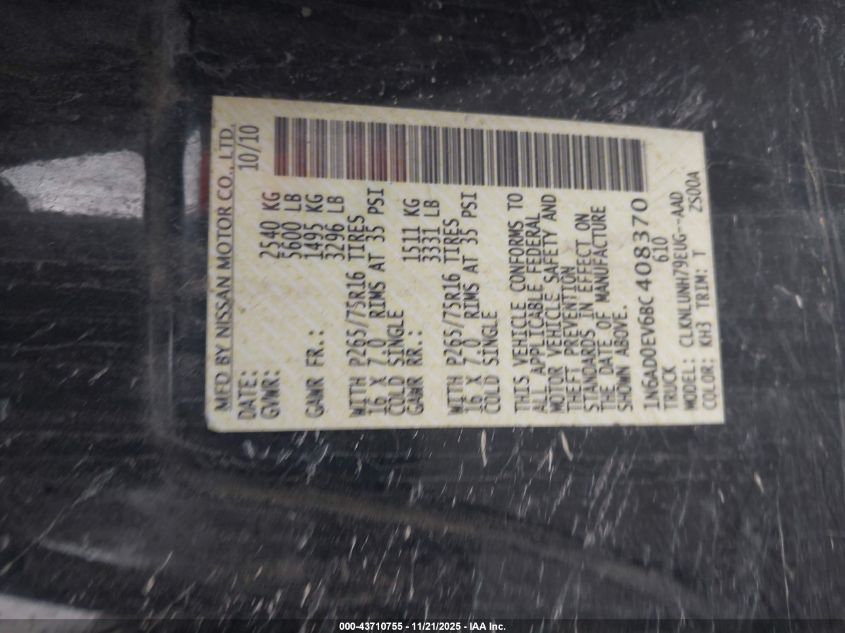 MFD BY NISSAN MOTOR CO., LTD.
DATE: 10/10
GVWR: 2540 KG
5600 LB
GAWR FR.: 1495 KG
3296 LB
WITH P265/75R16 TIRES
16 X 7.0 RIMS AT 35 PSI
COLD SINGLE
GAWR RR.: 1511 KG
3331 LB
WITH P265/75R16 TIRES
16 X 7.0 RIMS AT 35 PSI
COLD SINGLE
THIS VEHICLE CONFORMS TO
ALL APPLICABLE FEDERAL
MOTOR VEHICLE SAFETY AND
THEFT PREVENTION
STANDARDS IN EFFECT ON
THE DATE OF MANUFACTURE
SHOWN ABOVE.
1N6AD0EV6BC408370
TRUCK 610
MODEL: CLKNLUNH79EUG--AAD
COLOR: KH3 TRIM: T ZS00A
000-43710755 - 11/21/2025 - IAA Inc.